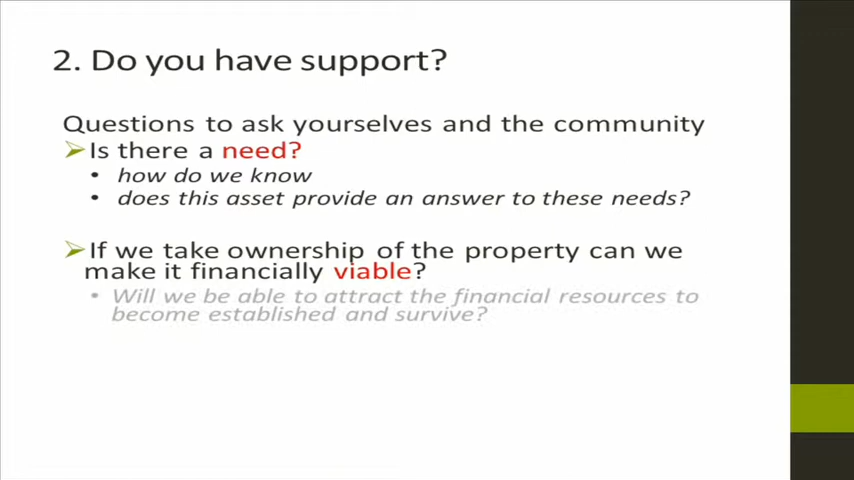 2. Do you have support?
Questions to ask yourselves and the community
Is there a need?
• how do we know
• does this asset provide an answer to these needs?
If we take ownership of the property can we
make it financially viable?
• Will we be able to attract the financial resources to
become established and survive?